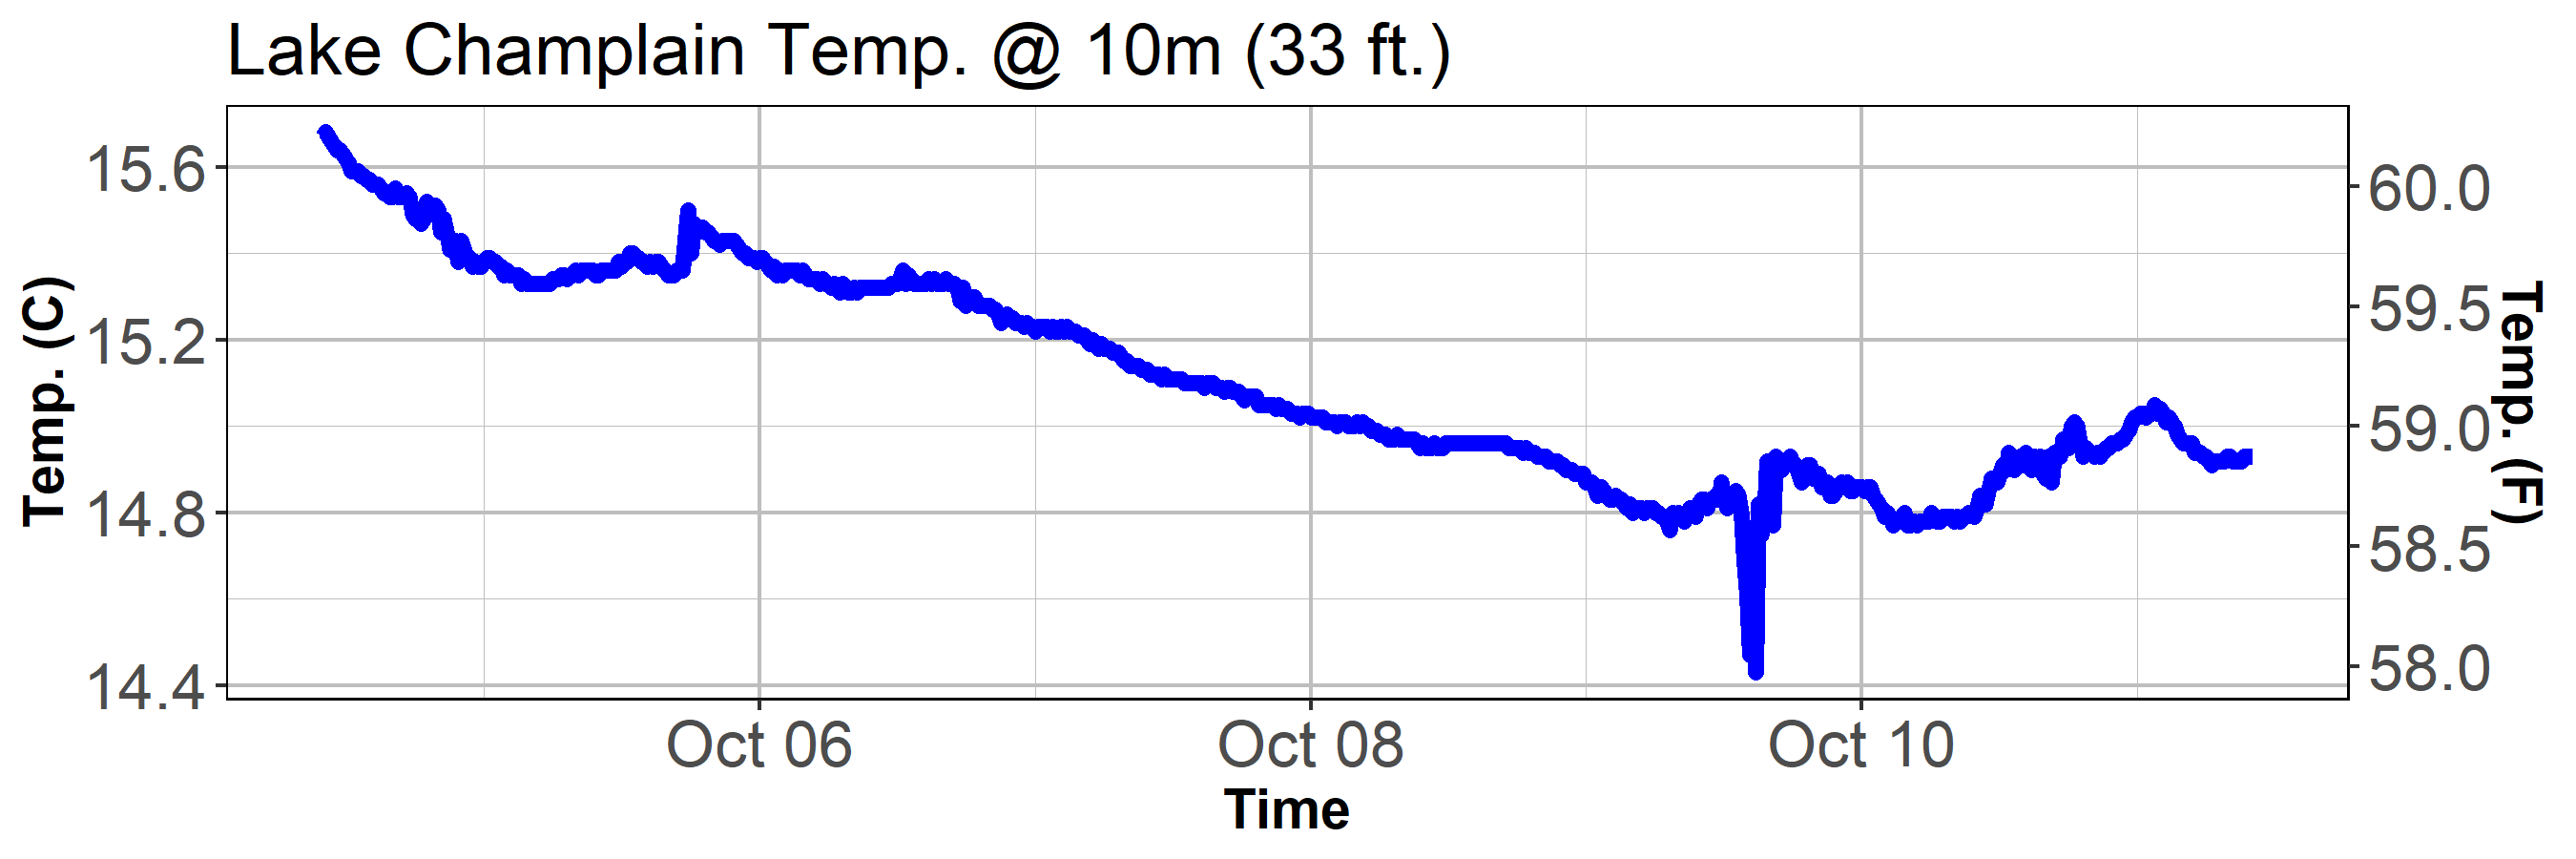 Lake Champlain Temp. @ 10m (33 ft.)
Temp. (C)
15.6
15.2
14.8
14.4
60.0
59.5
59.0
58.5
58.0
Temp. (F)
Oct 06
Oct 08
Oct 10
Time